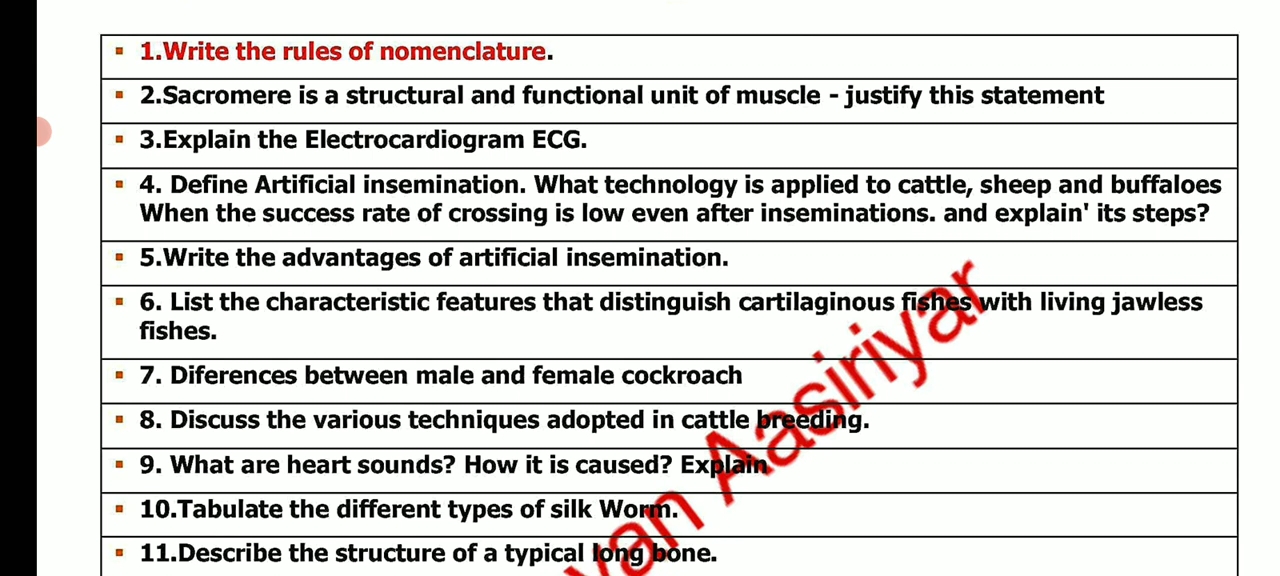 ▪ 1.Write the rules of nomenclature.
▪ 2.Sacromere is a structural and functional unit of muscle - justify this statement
▪ 3.Explain the Electrocardiogram ECG.
▪ 4. Define Artificial insemination. What technology is applied to cattle, sheep and buffaloes
When the success rate of crossing is low even after inseminations. and explain' its steps?
▪ 5.Write the advantages of artificial insemination.
▪ 6. List the characteristic features that distinguish cartilaginous fishes with living jawless
fishes.
▪ 7. Diferences between male and female cockroach
▪ 8. Discuss the various techniques adopted in cattle breeding.
▪ 9. What are heart sounds? How it is caused? Explain
▪ 10.Tabulate the different types of silk Worm.
▪ 11.Describe the structure of a typical long bone.
Aasiriyar